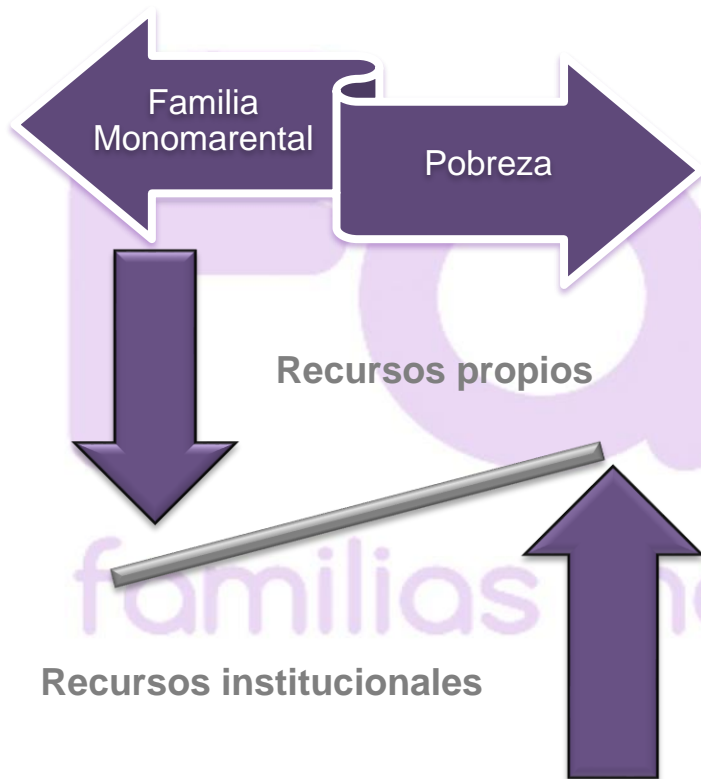 Familia
Monomarental
Pobreza
Recursos propios
familias
Recursos institucionales